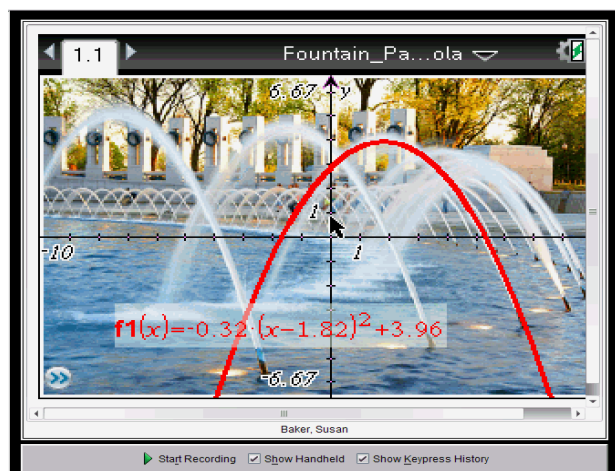 1.1
Fountain_Pa...ola
6.67
y
1
-10
1
f1(x)=-0.32·(x-1.82)²+3.96
-6.67
Baker, Susan
Start Recording Show Handheld Show Keypress History